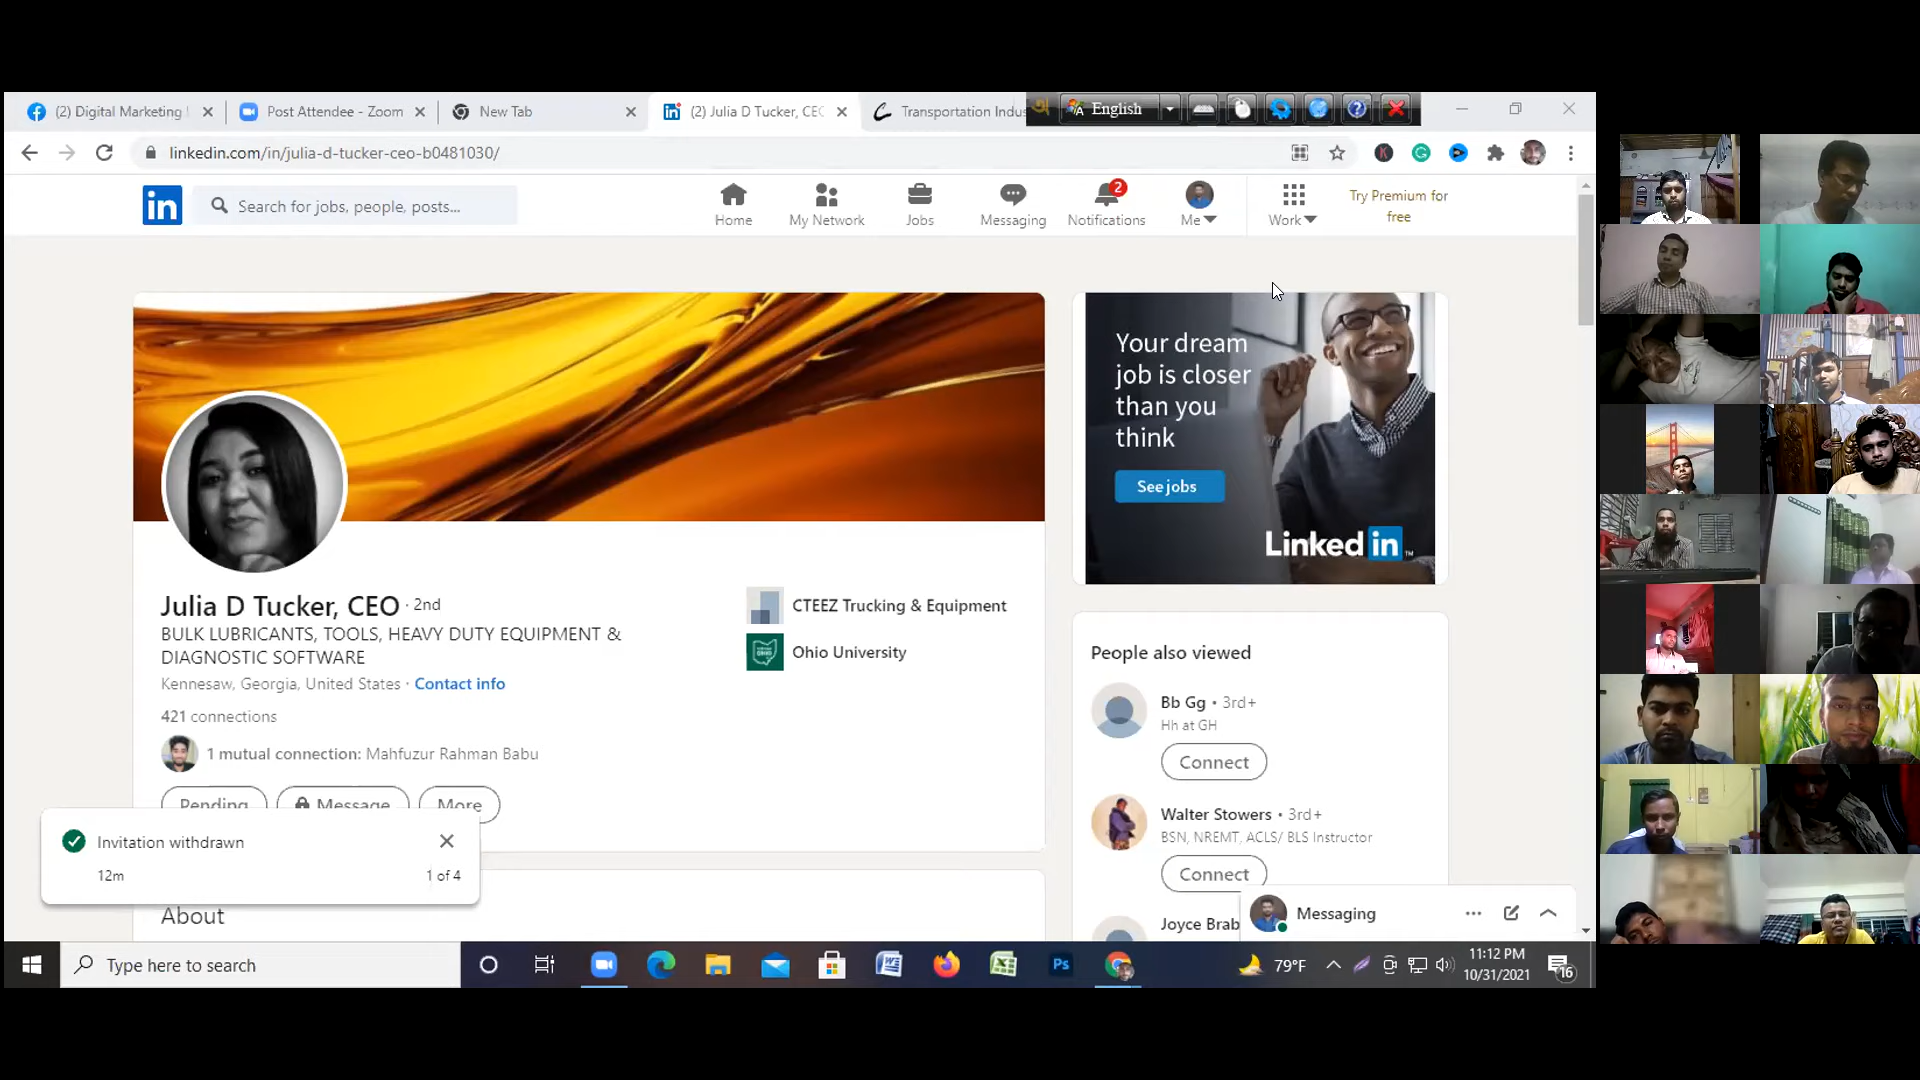 (2) Digital Marketing
Post Attendee - Zoom
New Tab
(2) Julia D Tucker, CEO
Transportation Indus
English
linkedin.com/in/julia-d-tucker-ceo-b0481030/
in
Search for jobs, people, posts...
Home
My Network
Jobs
Messaging
2
Notifications
Me
Work
Try Premium for
free
Your dream
job is closer
than you
think
See jobs
Linked in
Julia D Tucker, CEO · 2nd
BULK LUBRICANTS, TOOLS, HEAVY DUTY EQUIPMENT &
DIAGNOSTIC SOFTWARE
Kennesaw, Georgia, United States · Contact info
421 connections
1 mutual connection: Mahfuzur Rahman Babu
Pending
Message
More
CTEEZ Trucking & Equipment
Ohio University
People also viewed
Bb Gg • 3rd+
Hh at GH
Connect
Walter Stowers • 3rd+
BSN, NREMT, ACLS/ BLS Instructor
Connect
Joyce Brab
Messaging
Invitation withdrawn
12m
1 of 4
About
Type here to search
Ps
79°F
11:12 PM
10/31/2021
16